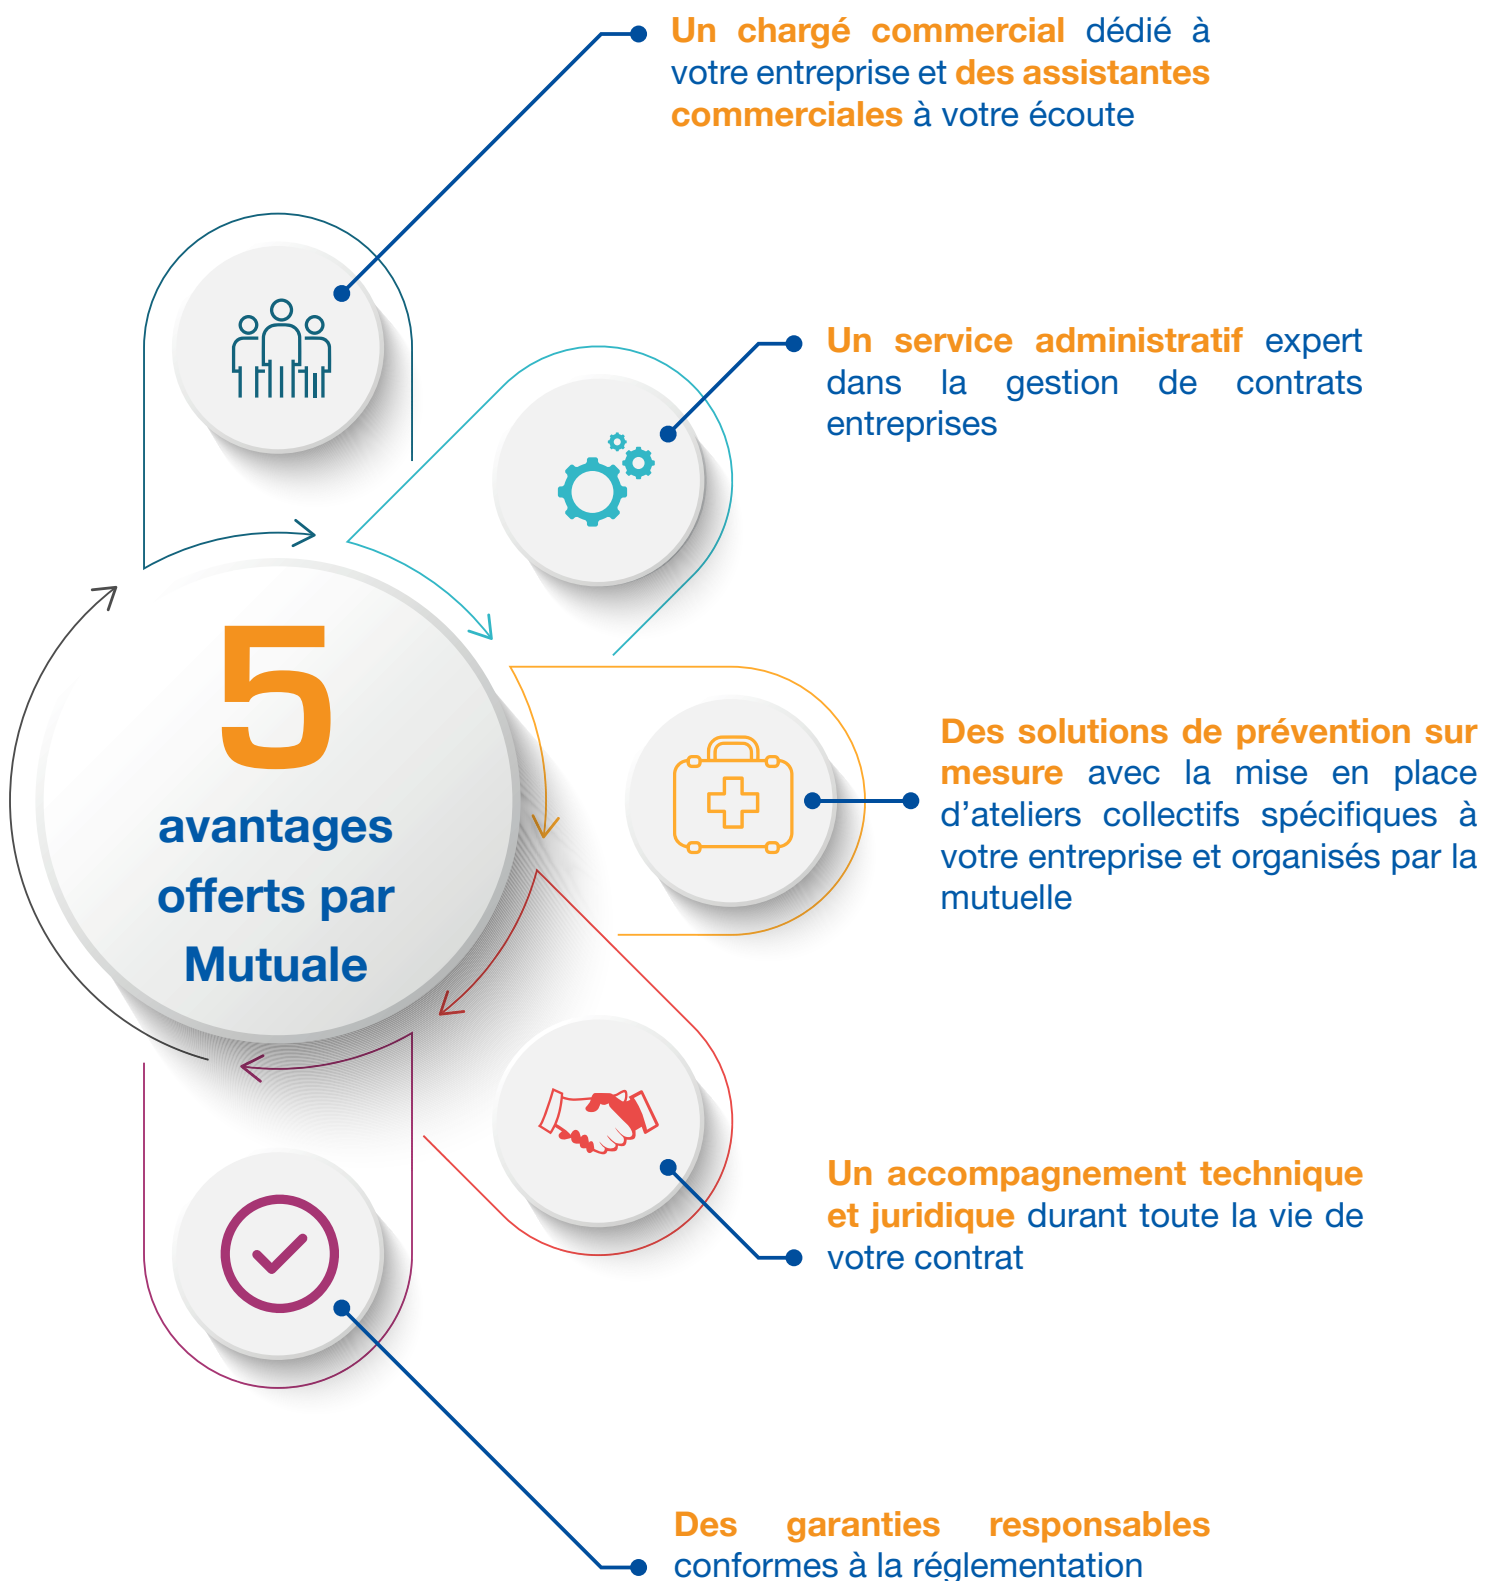 Un chargé commercial dédié à
votre entreprise et des assistantes
commerciales à votre écoute
Un service administratif expert
dans la gestion de contrats
entreprises
5
avantages
offerts par
Mutuale
Des solutions de prévention sur
mesure avec la mise en place
d’ateliers collectifs spécifiques à
votre entreprise et organisés par la
mutuelle
Un accompagnement technique
et juridique durant toute la vie de
votre contrat
Des garanties responsables
conformes à la réglementation